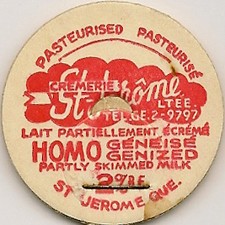 PASTEURISED PASTEURISÉ
CREMERIE
St-Jérôme
LTEE.
TEL.GE.2-9797
LAIT PARTIELLEMENT ÉCRÉMÉ
HOMO GÉNÉISÉ
GENIZED
PARTLY SKIMMED MILK
2% B.F.
ST JEROME QUE.